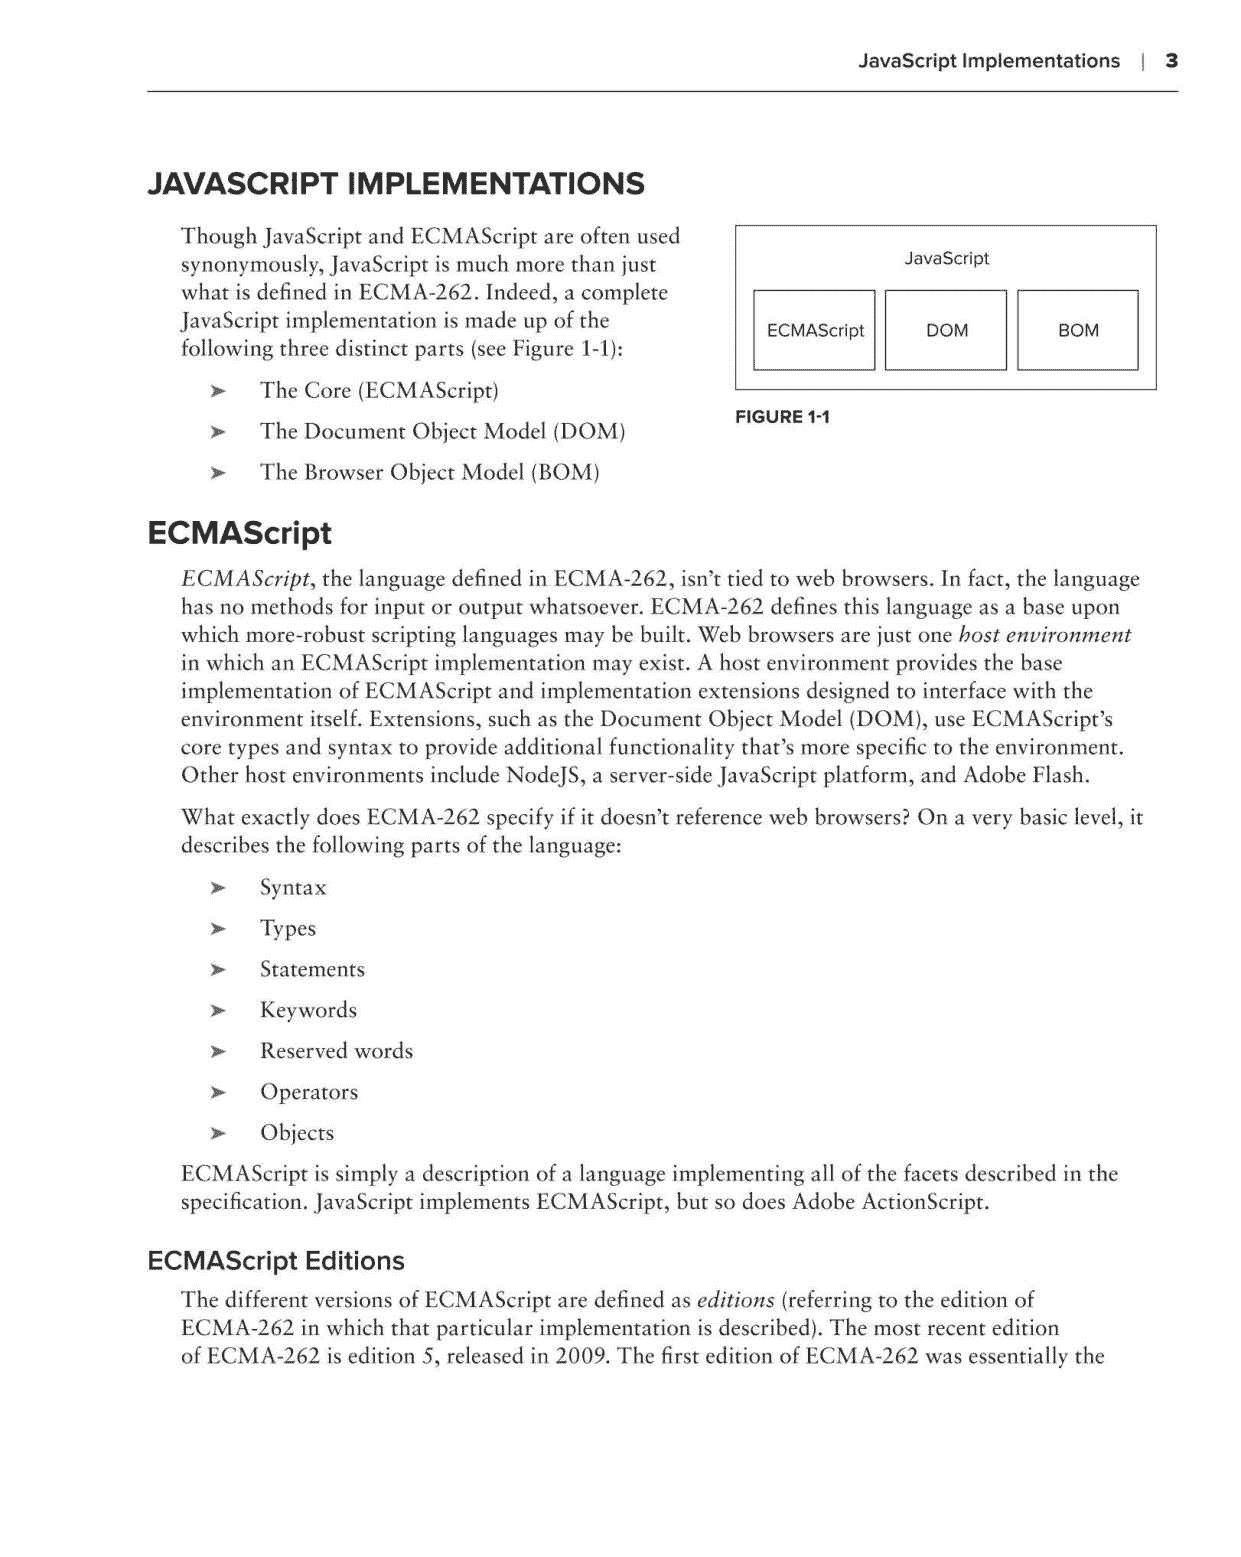 JavaScript Implementations | 3
JAVASCRIPT IMPLEMENTATIONS
Though JavaScript and ECMAScript are often used
synonymously, JavaScript is much more than just
what is defined in ECMA-262. Indeed, a complete
JavaScript implementation is made up of the
following three distinct parts (see Figure 1-1):
➤ The Core (ECMAScript)
➤ The Document Object Model (DOM)
➤ The Browser Object Model (BOM)
JavaScript
ECMAScript DOM BOM
FIGURE 1-1
ECMAScript
ECMAScript, the language defined in ECMA-262, isn’t tied to web browsers. In fact, the language
has no methods for input or output whatsoever. ECMA-262 defines this language as a base upon
which more-robust scripting languages may be built. Web browsers are just one host environment
in which an ECMAScript implementation may exist. A host environment provides the base
implementation of ECMAScript and implementation extensions designed to interface with the
environment itself. Extensions, such as the Document Object Model (DOM), use ECMAScript’s
core types and syntax to provide additional functionality that’s more specific to the environment.
Other host environments include NodeJS, a server-side JavaScript platform, and Adobe Flash.
What exactly does ECMA-262 specify if it doesn’t reference web browsers? On a very basic level, it
describes the following parts of the language:
➤ Syntax
➤ Types
➤ Statements
➤ Keywords
➤ Reserved words
➤ Operators
➤ Objects
ECMAScript is simply a description of a language implementing all of the facets described in the
specification. JavaScript implements ECMAScript, but so does Adobe ActionScript.
ECMAScript Editions
The different versions of ECMAScript are defined as editions (referring to the edition of
ECMA-262 in which that particular implementation is described). The most recent edition
of ECMA-262 is edition 5, released in 2009. The first edition of ECMA-262 was essentially the